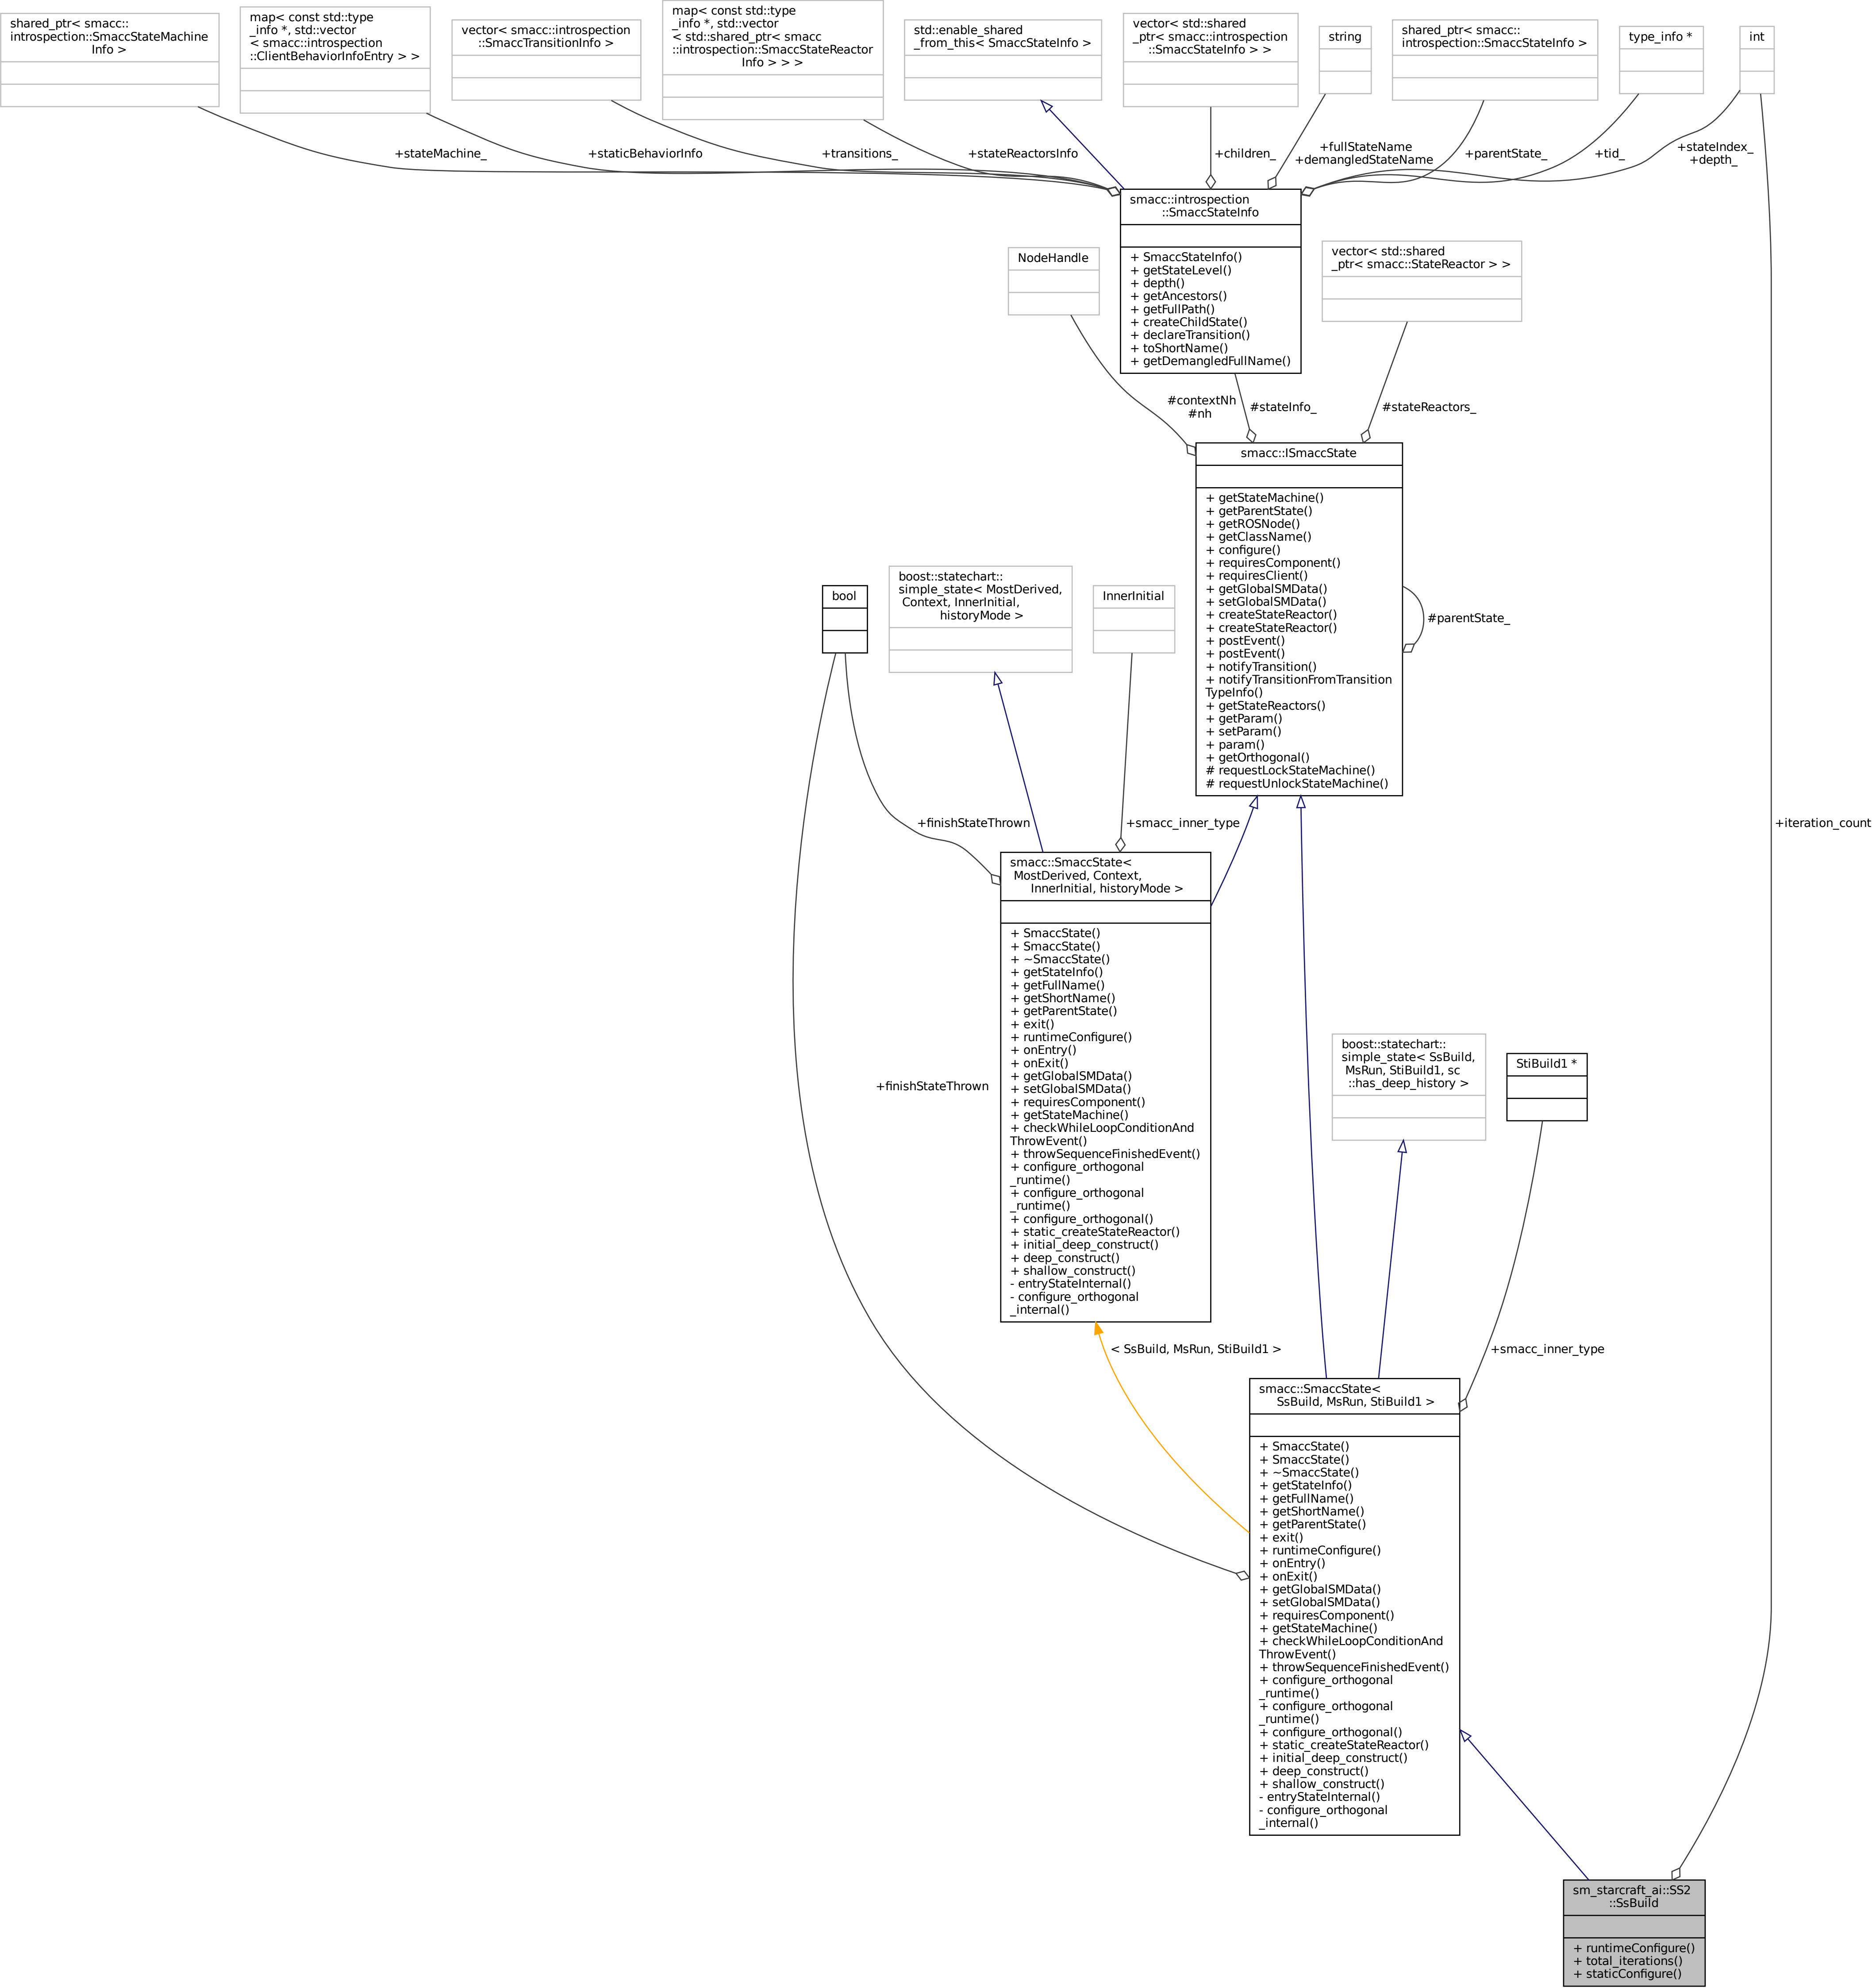 shared_ptr< smacc::
introspection::SmaccStateMachine
Info >
map< const std::type
_info *, std::vector
< smacc::introspection
::ClientBehaviorInfoEntry > >
vector< smacc::introspection
::SmaccTransitionInfo >
map< const std::type
_info *, std::vector
< std::shared_ptr< smacc
::introspection::SmaccStateReactor
Info > > >
std::enable_shared
_from_this< SmaccStateInfo >
vector< std::shared
_ptr< smacc::introspection
::SmaccStateInfo > >
string
shared_ptr< smacc::
introspection::SmaccStateInfo >
type_info *
int
+stateMachine_
+staticBehaviorInfo
+transitions_
+stateReactorsInfo
+children_
+fullStateName
+demangledStateName
+parentState_
+tid_
+stateIndex_
+depth_
smacc::introspection
::SmaccStateInfo
+ SmaccStateInfo()
+ getStateLevel()
+ depth()
+ getAncestors()
+ getFullPath()
+ createChildState()
+ declareTransition()
+ toShortName()
+ getDemangledFullName()
NodeHandle
vector< std::shared
_ptr< smacc::StateReactor > >
#contextNh
#nh
#stateInfo_
#stateReactors_
smacc::ISmaccState
+ getStateMachine()
+ getParentState()
+ getROSNode()
+ getClassName()
+ configure()
+ requiresComponent()
+ requiresClient()
+ getGlobalSMData()
+ setGlobalSMData()
+ createStateReactor()
+ createStateReactor()
+ postEvent()
+ postEvent()
+ notifyTransition()
+ notifyTransitionFromTransition
TypeInfo()
+ getStateReactors()
+ getParam()
+ setParam()
+ param()
+ getOrthogonal()
# requestLockStateMachine()
# requestUnlockStateMachine()
#parentState_
bool
boost::statechart::
simple_state< MostDerived,
Context, InnerInitial,
historyMode >
InnerInitial
+finishStateThrown
+smacc_inner_type
+iteration_count
smacc::SmaccState<
MostDerived, Context,
InnerInitial, historyMode >
+ SmaccState()
+ SmaccState()
+ ~SmaccState()
+ getStateInfo()
+ getFullName()
+ getShortName()
+ getParentState()
+ exit()
+ runtimeConfigure()
+ onEntry()
+ onExit()
+ getGlobalSMData()
+ setGlobalSMData()
+ requiresComponent()
+ getStateMachine()
+ checkWhileLoopConditionAnd
ThrowEvent()
+ throwSequenceFinishedEvent()
+ configure_orthogonal
_runtime()
+ configure_orthogonal
_runtime()
+ configure_orthogonal()
+ static_createStateReactor()
+ initial_deep_construct()
+ deep_construct()
+ shallow_construct()
- entryStateInternal()
- configure_orthogonal
_internal()
+finishStateThrown
boost::statechart::
simple_state< SsBuild,
MsRun, StiBuild1, sc
::has_deep_history >
StiBuild1 *
< SsBuild, MsRun, StiBuild1 >
+smacc_inner_type
smacc::SmaccState<
SsBuild, MsRun, StiBuild1 >
+ SmaccState()
+ SmaccState()
+ ~SmaccState()
+ getStateInfo()
+ getFullName()
+ getShortName()
+ getParentState()
+ exit()
+ runtimeConfigure()
+ onEntry()
+ onExit()
+ getGlobalSMData()
+ setGlobalSMData()
+ requiresComponent()
+ getStateMachine()
+ checkWhileLoopConditionAnd
ThrowEvent()
+ throwSequenceFinishedEvent()
+ configure_orthogonal
_runtime()
+ configure_orthogonal
_runtime()
+ configure_orthogonal()
+ static_createStateReactor()
+ initial_deep_construct()
+ deep_construct()
+ shallow_construct()
- entryStateInternal()
- configure_orthogonal
_internal()
sm_starcraft_ai::SS2
::SsBuild
+ runtimeConfigure()
+ total_iterations()
+ staticConfigure()